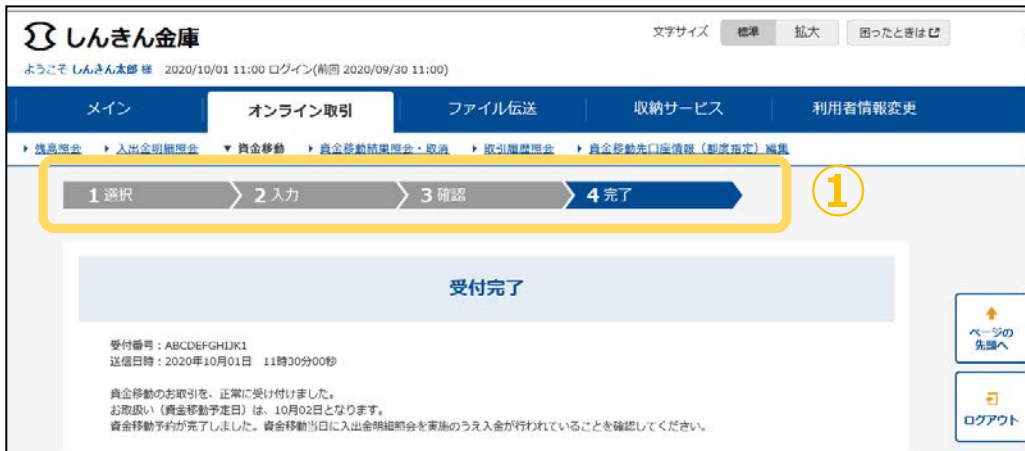 しんきん金庫
文字サイズ 標準 拡大 困ったときは
ようこそ しんきん太郎 様 2020/10/01 11:00 ログイン(前回 2020/09/30 11:00)
メイン オンライン取引 ファイル伝送 収納サービス 利用者情報変更
残高照会 入出金明細照会 資金移動 資金移動結果照会・取消 取引履歴照会 資金移動先口座情報（都度指定）編集
1 選択 2 入力 3 確認 4 完了
①
受付完了
受付番号：ABCDEFGHIJK1
送信日時：2020年10月01日 11時30分00秒
資金移動のお取引を、正常に受け付けました。
お取扱い（資金移動予定日）は、10月02日となります。
資金移動予約が完了しました。資金移動当日に入出金明細照会を実施のうえ入金が行われていることを確認してください。
ページの
先頭へ
ログアウト